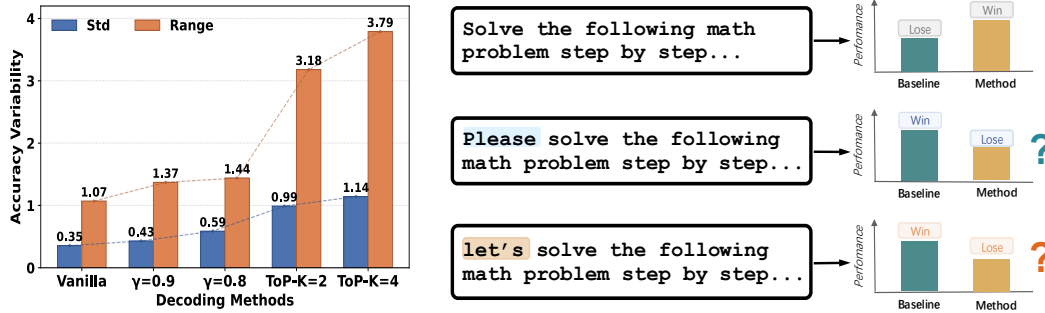 Accuracy Variability
4
3
2
1
0
Std
Range
0.35
1.07
0.43
1.37
0.59
1.44
0.99
3.18
1.14
3.79
Vanilla
γ=0.9
γ=0.8
ToP-K=2
ToP-K=4
Decoding Methods
Solve the following math
problem step by step...
Perfomance
Lose
Win
Baseline
Method
Please solve the following
math problem step by step...
Perfomance
Win
Lose
?
Baseline
Method
let's solve the following
math problem step by step...
Perfomance
Win
Lose
?
Baseline
Method